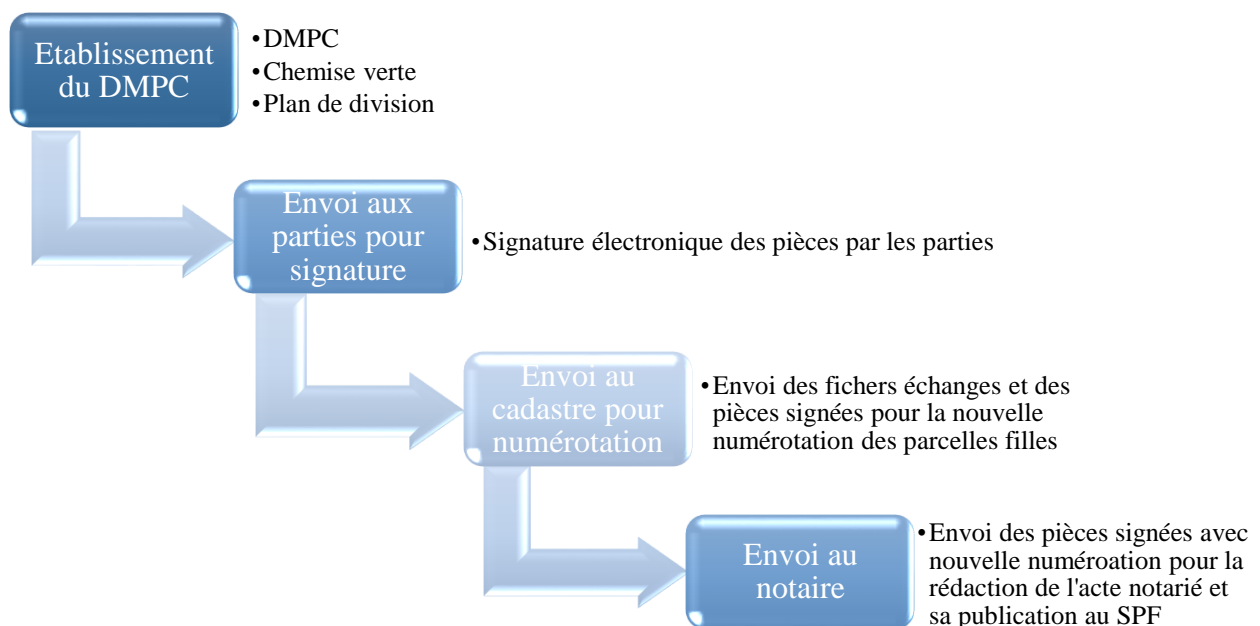 Etablissement
du DMPC
•DMPC
•Chemise verte
•Plan de division
Envoi aux
parties pour
signature
•Signature électronique des pièces par les parties
Envoi au
cadastre pour
numérotation
•Envoi des fichers échanges et des
pièces signées pour la nouvelle
numérotation des parcelles filles
Envoi au
notaire
•Envoi des pièces signées avec
nouvelle numéroation pour la
rédaction de l'acte notarié et
sa publication au SPF